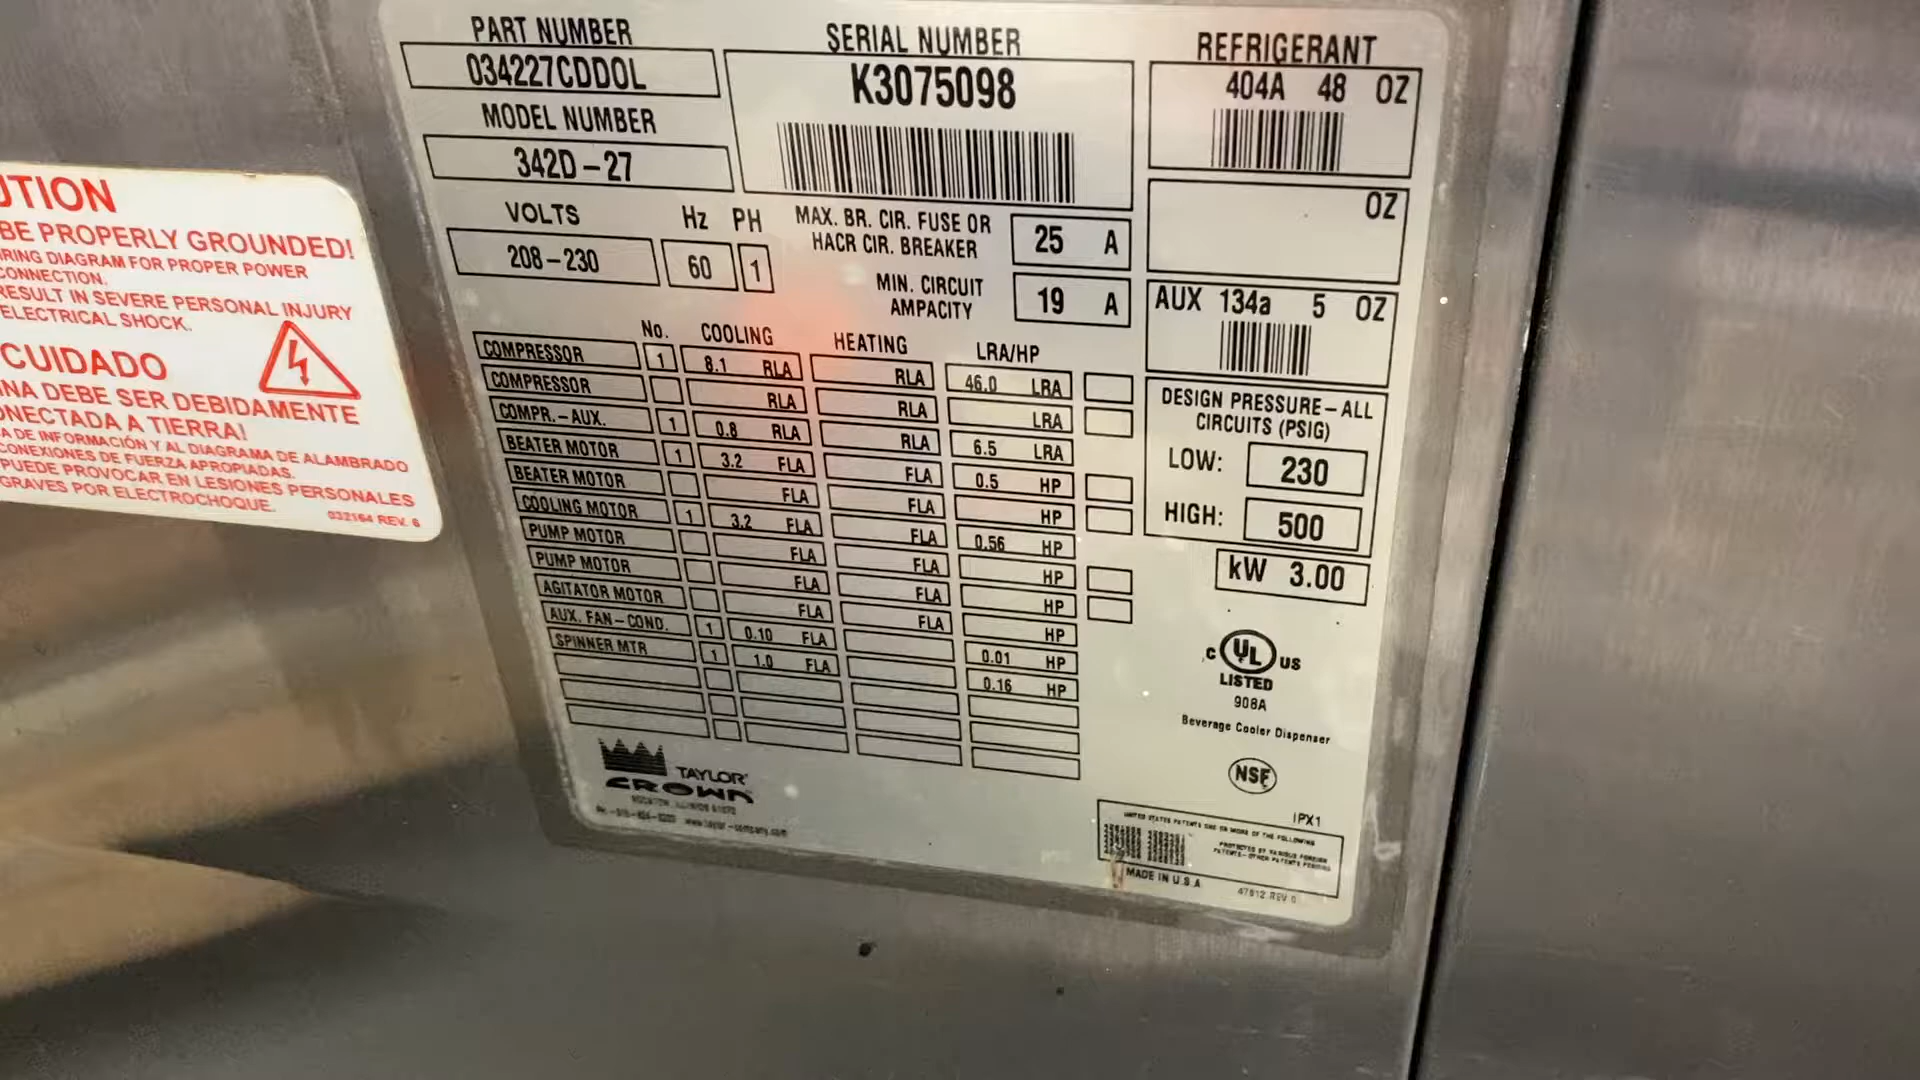 PART NUMBER
034227CDDOL
MODEL NUMBER
342D-27
SERIAL NUMBER
K3075098
REFRIGERANT
404A 48 OZ
OZ
AUX 134a 5 OZ
VOLTS Hz PH
208-230 60 1
MAX. BR. CIR. FUSE OR
HACR CIR. BREAKER
25 A
MIN. CIRCUIT
AMPACITY
19 A
No. COOLING HEATING LRA/HP
COMPRESSOR 1 8.1 RLA RLA 46.0 LRA
COMPRESSOR RLA RLA LRA
COMPR.-AUX. 1 0.8 RLA RLA 6.5 LRA
BEATER MOTOR 1 3.2 FLA FLA 0.5 HP
BEATER MOTOR FLA FLA HP
COOLING MOTOR 1 3.2 FLA FLA 0.56 HP
PUMP MOTOR FLA FLA HP
PUMP MOTOR FLA FLA HP
AGITATOR MOTOR FLA FLA HP
AUX. FAN-COND. 1 0.10 FLA 0.01 HP
SPINNER MTR 1 1.0 FLA 0.16 HP
DESIGN PRESSURE-ALL
CIRCUITS (PSIG)
LOW: 230
HIGH: 500
kW 3.00
C UL US
LISTED
908A
Beverage Cooler Dispenser
NSF
IPX1
TAYLOR
CROWN
UNITED STATES PATENTS ONE OR MORE OF THE FOLLOWING
PROTECTED BY VARIOUS FOREIGN
PATENTS-OTHER PATENTS PENDING
MADE IN U.S.A
47612 REV 0
UTION
BE PROPERLY GROUNDED!
RING DIAGRAM FOR PROPER POWER
CONNECTION.
RESULT IN SEVERE PERSONAL INJURY
ELECTRICAL SHOCK.
CUIDADO
INA DEBE SER DEBIDAMENTE
ONECTADA A TIERRA!
A DE INFORMACIÓN Y AL DIAGRAMA DE ALAMBRADO
CONEXIONES DE FUERZA APROPIADAS.
PUEDE PROVOCAR EN LESIONES PERSONALES
GRAVES POR ELECTROCHOQUE.
032164 REV. 6